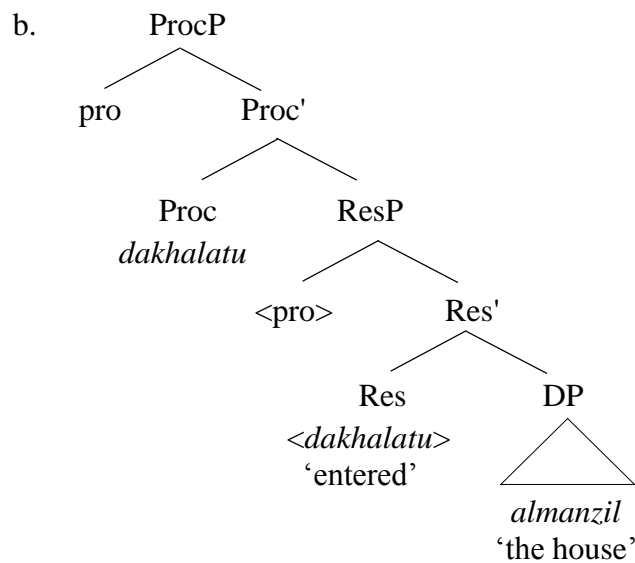 b. ProcP
pro Proc'
Proc ResP
dakhalatu
<pro> Res'
Res DP
<dakhalatu>
‘entered’
almanzil
‘the house’